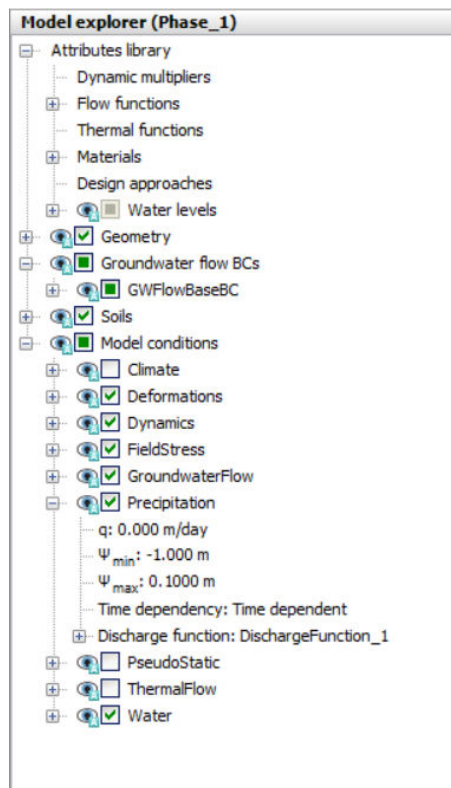 Model explorer (Phase_1)
Attributes library
Dynamic multipliers
Flow functions
Thermal functions
Materials
Design approaches
Water levels
Geometry
Groundwater flow BCs
GWFlowBaseBC
Soils
Model conditions
Climate
Deformations
Dynamics
FieldStress
GroundwaterFlow
Precipitation
q: 0.000 m/day
Ψmin: -1.000 m
Ψmax: 0.1000 m
Time dependency: Time dependent
Discharge function: DischargeFunction_1
PseudoStatic
ThermalFlow
Water